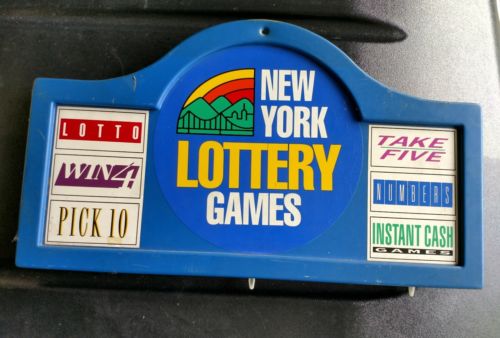 NEW
YORK
LOTTERY
GAMES
LOTTO
WIN4
PICK 10
TAKE
FIVE
NUMBERS
INSTANT CASH
GAMES